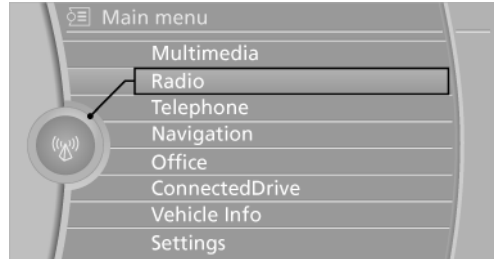 Main menu
Multimedia
Radio
Telephone
Navigation
Office
ConnectedDrive
Vehicle Info
Settings